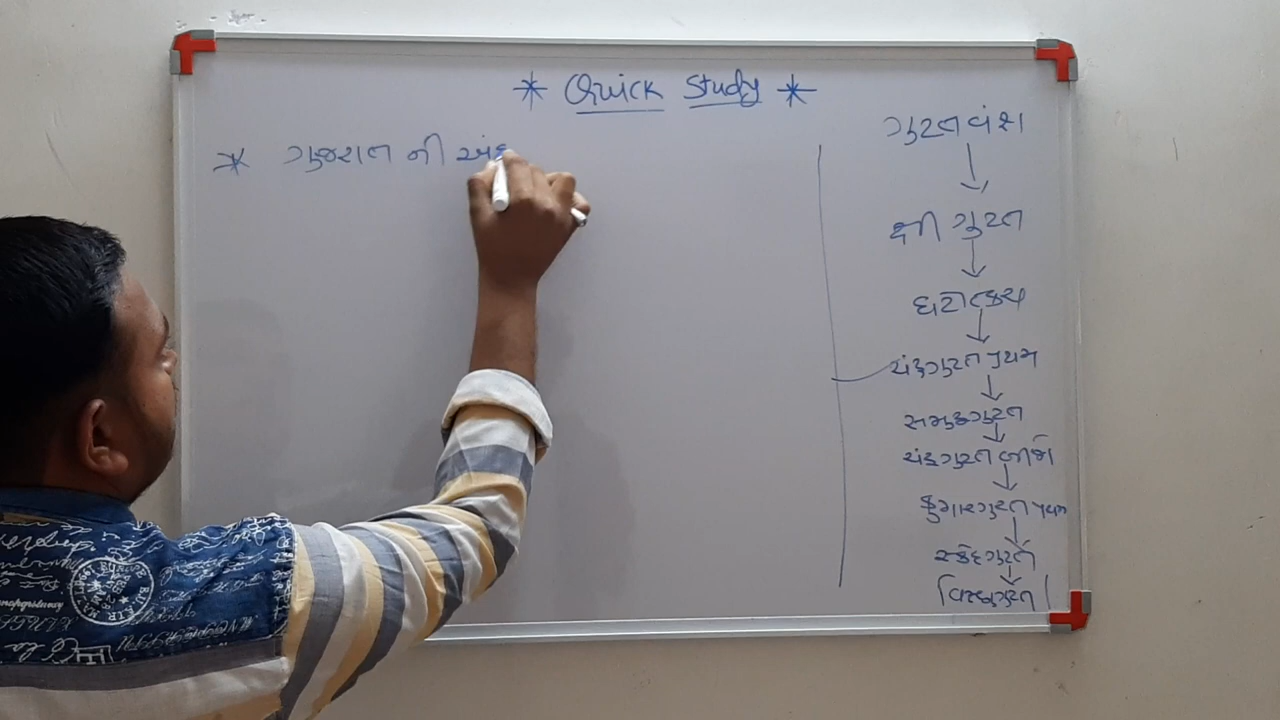 * Quick Study *
* ગુજરાત ની અંદ
ગુપ્તવંશ
શ્રી ગુપ્ત
ઘટોત્કચ
ચંદ્રગુપ્ત પ્રથમ
સમુદ્રગુપ્ત
ચંદ્રગુપ્ત બીજો
કુમારગુપ્ત પ્રથમ
સ્કંદગુપ્ત
વિષ્ણુગુપ્ત